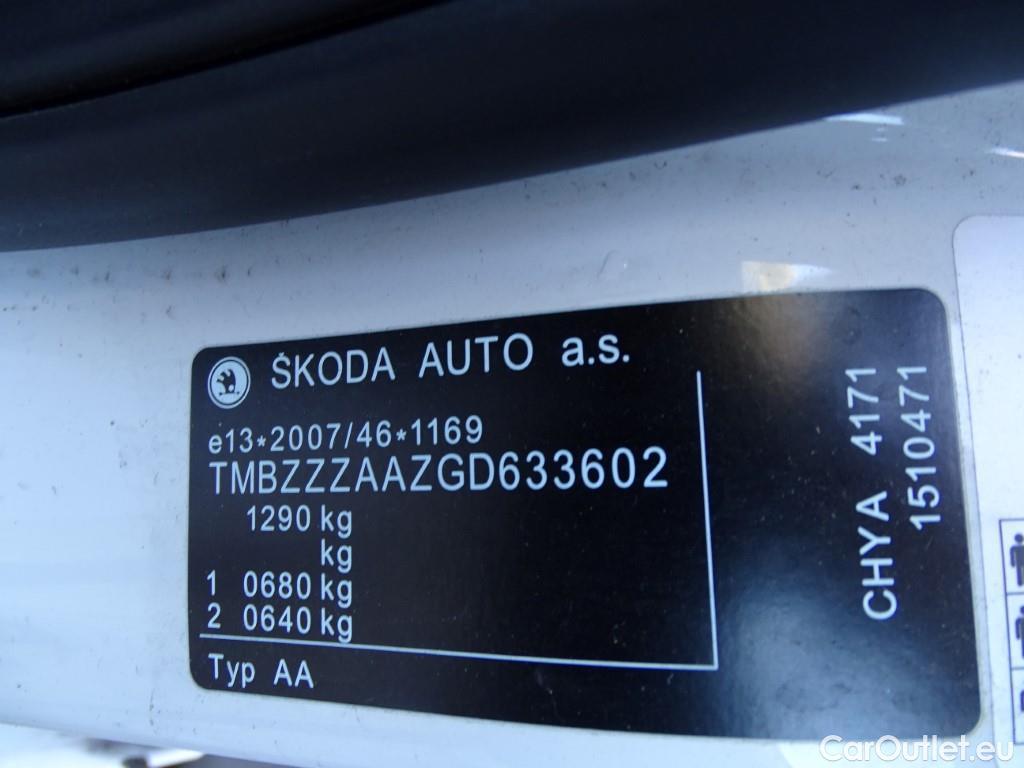 ŠKODA AUTO a.s.
e13*2007/46*1169
TMBZZZAAZGD633602
1290 kg
kg
1 0680 kg
2 0640 kg
Typ AA
CHYA 4171
1510471
CarOutlet.eu